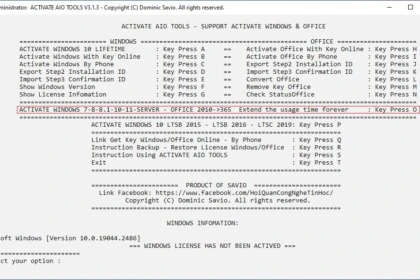 dministrator: ACTIVATE AIO TOOLS V3.1.3 - Copyright (C) Dominic Savio. All rights reserved.
ACTIVATE AIO TOOLS - SUPPORT ACTIVATE WINDOWS & OFFICE
WINDOWS OFFICE
ACTIVATE WINDOWS 10 LIFETIME : Key Press A == Activate Office With Key Online : Key Press H
Activate Windows With Key Online : Key Press B == Activate Office By Phone : Key Press I
Activate Windows By Phone : Key Press C == Export Step2 Installation ID : Key Press J
Export Step2 Installation ID : Key Press D == Import Step3 Confirmation ID : Key Press K
Import Step3 Confirmation ID : Key Press E == Convert Office : Key Press L
Show Windows Version : Key Press F == Remove Key Office : Key Press M
Show License Information : Key Press G == Check StatusOffice : Key Press N
ACTIVATE WINDOWS 7-8-8.1-10-11-SERVER - OFFICE 2010->365 Extend the usage time forever : Key Press O
ACTIVATE WINDOWS 10 LTSB 2015 - LTSB 2016 - LTSC 2019: Key Press P
Link Get Key Windows/Office Online - By Phone : Key Press Q
Instruction Backup - Restore License Windows/Office : Key Press R
Instruction Using ACTIVATE AIO TOOLS : Key Press S
Exit : Key Press T
PRODUCT OF SAVIO
Link Facebook: https://www.facebook.com/HoiQuanCongNgheTinHoc/
Copyright (C) Dominic Savio. All rights reserved.
WINDOWS INFOMATION:
soft Windows [Version 10.0.19044.2486]
=== WINDOWS LICENSE HAS NOT BEEN ACTIVED ===
ect your option :